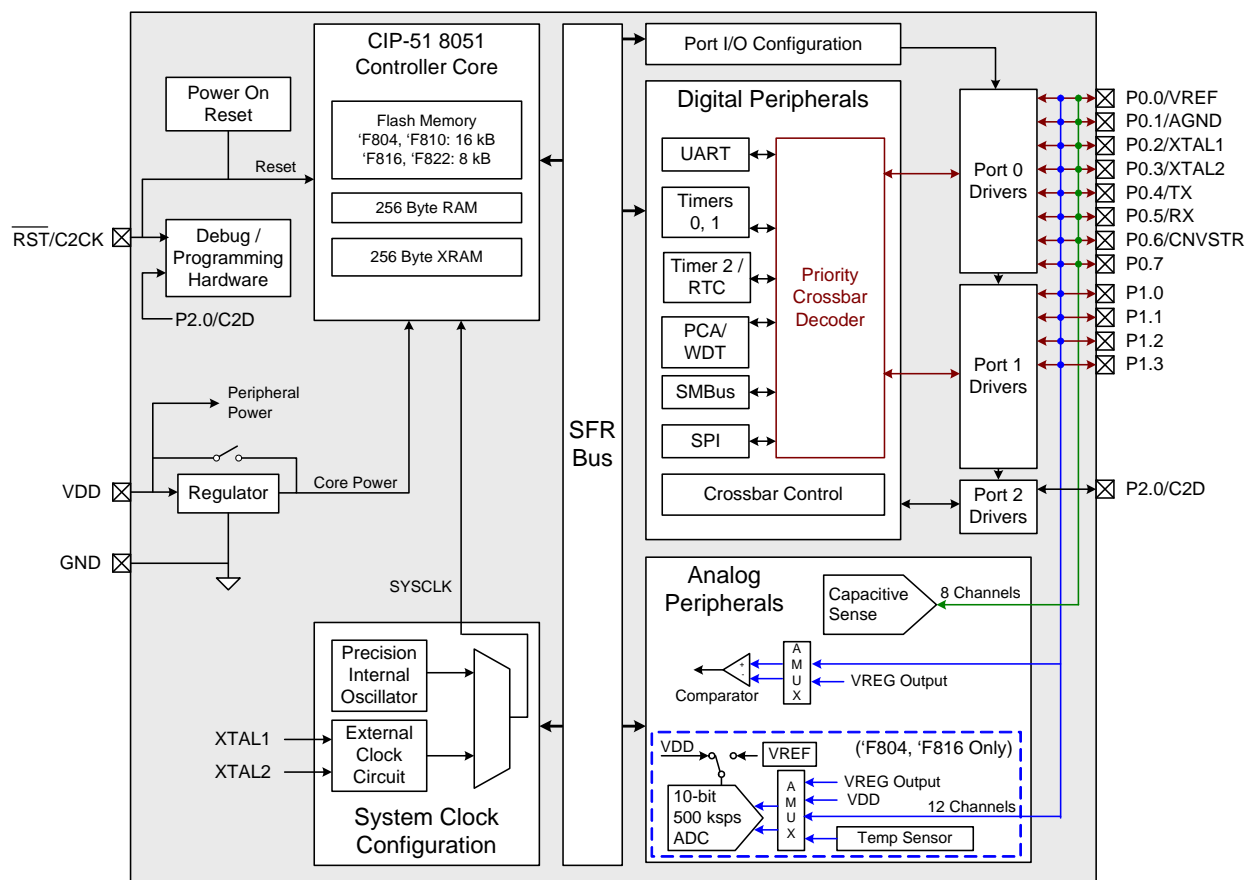 CIP-51 8051
Controller Core
Flash Memory
‘F804, ‘F810: 16 kB
‘F816, ‘F822: 8 kB
256 Byte RAM
256 Byte XRAM
Power On
Reset
Reset
RST/C2CK
Debug /
Programming
Hardware
P2.0/C2D
Peripheral
Power
VDD
Regulator
Core Power
GND
SYSCLK
Precision
Internal
Oscillator
XTAL1
XTAL2
External
Clock
Circuit
System Clock
Configuration
SFR
Bus
Port I/O Configuration
Digital Peripherals
UART
Timers
0, 1
Timer 2 /
RTC
PCA/
WDT
SMBus
SPI
Priority
Crossbar
Decoder
Crossbar Control
Port 0
Drivers
Port 1
Drivers
Port 2
Drivers
P0.0/VREF
P0.1/AGND
P0.2/XTAL1
P0.3/XTAL2
P0.4/TX
P0.5/RX
P0.6/CNVSTR
P0.7
P1.0
P1.1
P1.2
P1.3
P2.0/C2D
Analog
Peripherals
Capacitive
Sense
8 Channels
+
-
Comparator
A
M
U
X
VREG Output
(‘F804, ‘F816 Only)
VDD
VREF
10-bit
500 ksps
ADC
A
M
U
X
VREG Output
VDD
12 Channels
Temp Sensor